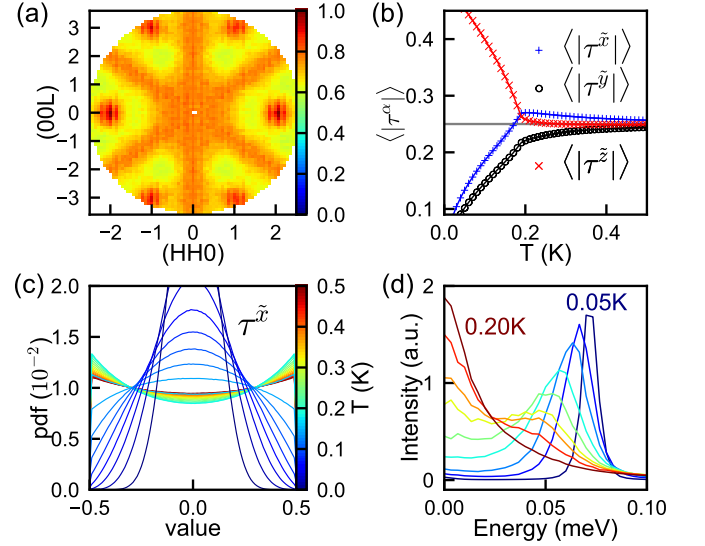 (a)
(00L)
3
2
1
0
−1
−2
−3
−2 −1 0 1 2
(HH0)
1.0
0.8
0.6
0.4
0.2
0.0
(b)
⟨|τ^α|⟩
0.4
0.3
0.2
0.1
0.0 0.2 0.4
T (K)
+ ⟨|τ^x̃|⟩
o ⟨|τ^ỹ|⟩
× ⟨|τ^z̃|⟩
(c)
pdf (10⁻²)
2.0
1.5
1.0
0.5
0.0
−0.5 0.0 0.5
value
τ^x̃
0.5
0.4
0.3
0.2
0.1
0.0
T (K)
(d)
Intensity (a.u.)
2
1
0
0.00 0.05 0.10
Energy (meV)
0.20K
0.05K